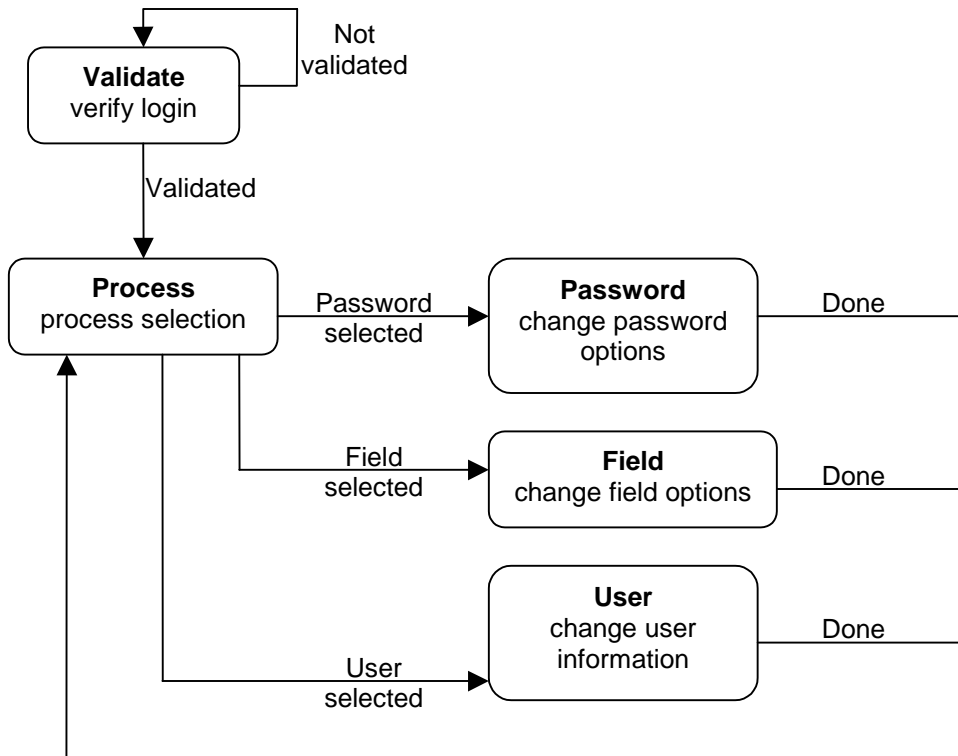 Not
validated
Validate
verify login
Validated
Process
process selection
Password
selected
Password
change password
options
Done
Field
selected
Field
change field options
Done
User
selected
User
change user
information
Done